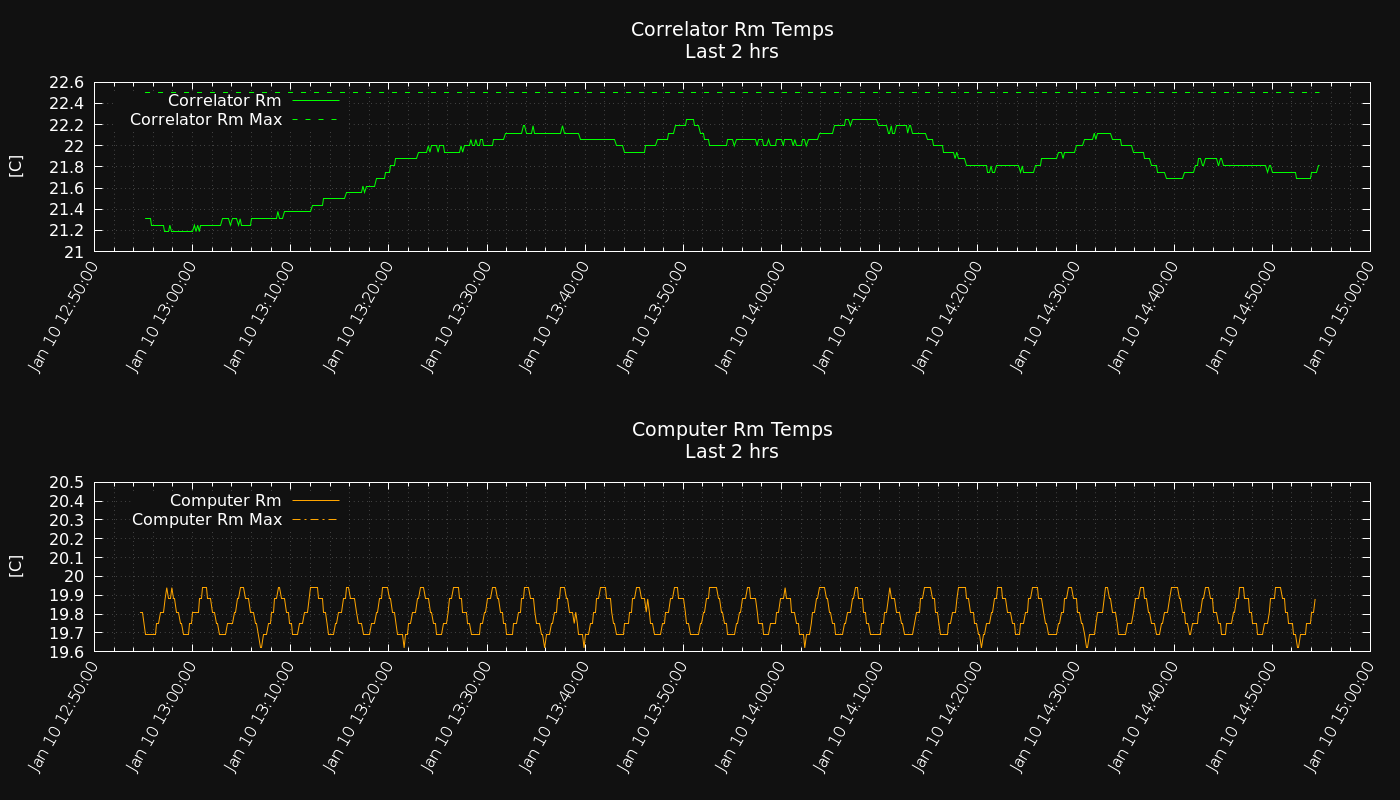 Correlator Rm Temps
Last 2 hrs
22.6
22.4
22.2
22
21.8
21.6
21.4
21.2
21
[C]
Correlator Rm
Correlator Rm Max
Jan 10 12:50:00
Jan 10 13:00:00
Jan 10 13:10:00
Jan 10 13:20:00
Jan 10 13:30:00
Jan 10 13:40:00
Jan 10 13:50:00
Jan 10 14:00:00
Jan 10 14:10:00
Jan 10 14:20:00
Jan 10 14:30:00
Jan 10 14:40:00
Jan 10 14:50:00
Jan 10 15:00:00
Computer Rm Temps
Last 2 hrs
20.5
20.4
20.3
20.2
20.1
20
19.9
19.8
19.7
19.6
[C]
Computer Rm
Computer Rm Max
Jan 10 12:50:00
Jan 10 13:00:00
Jan 10 13:10:00
Jan 10 13:20:00
Jan 10 13:30:00
Jan 10 13:40:00
Jan 10 13:50:00
Jan 10 14:00:00
Jan 10 14:10:00
Jan 10 14:20:00
Jan 10 14:30:00
Jan 10 14:40:00
Jan 10 14:50:00
Jan 10 15:00:00